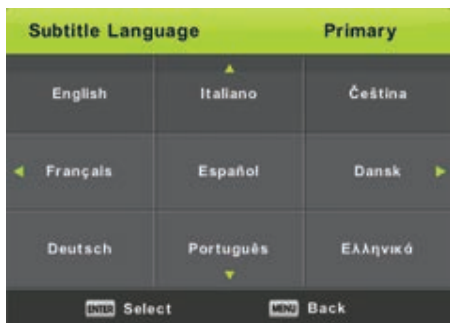 Subtitle Language Primary
English Italiano Čeština
Français Español Dansk
Deutsch Português Ελληνικά
ENTER Select MENU Back